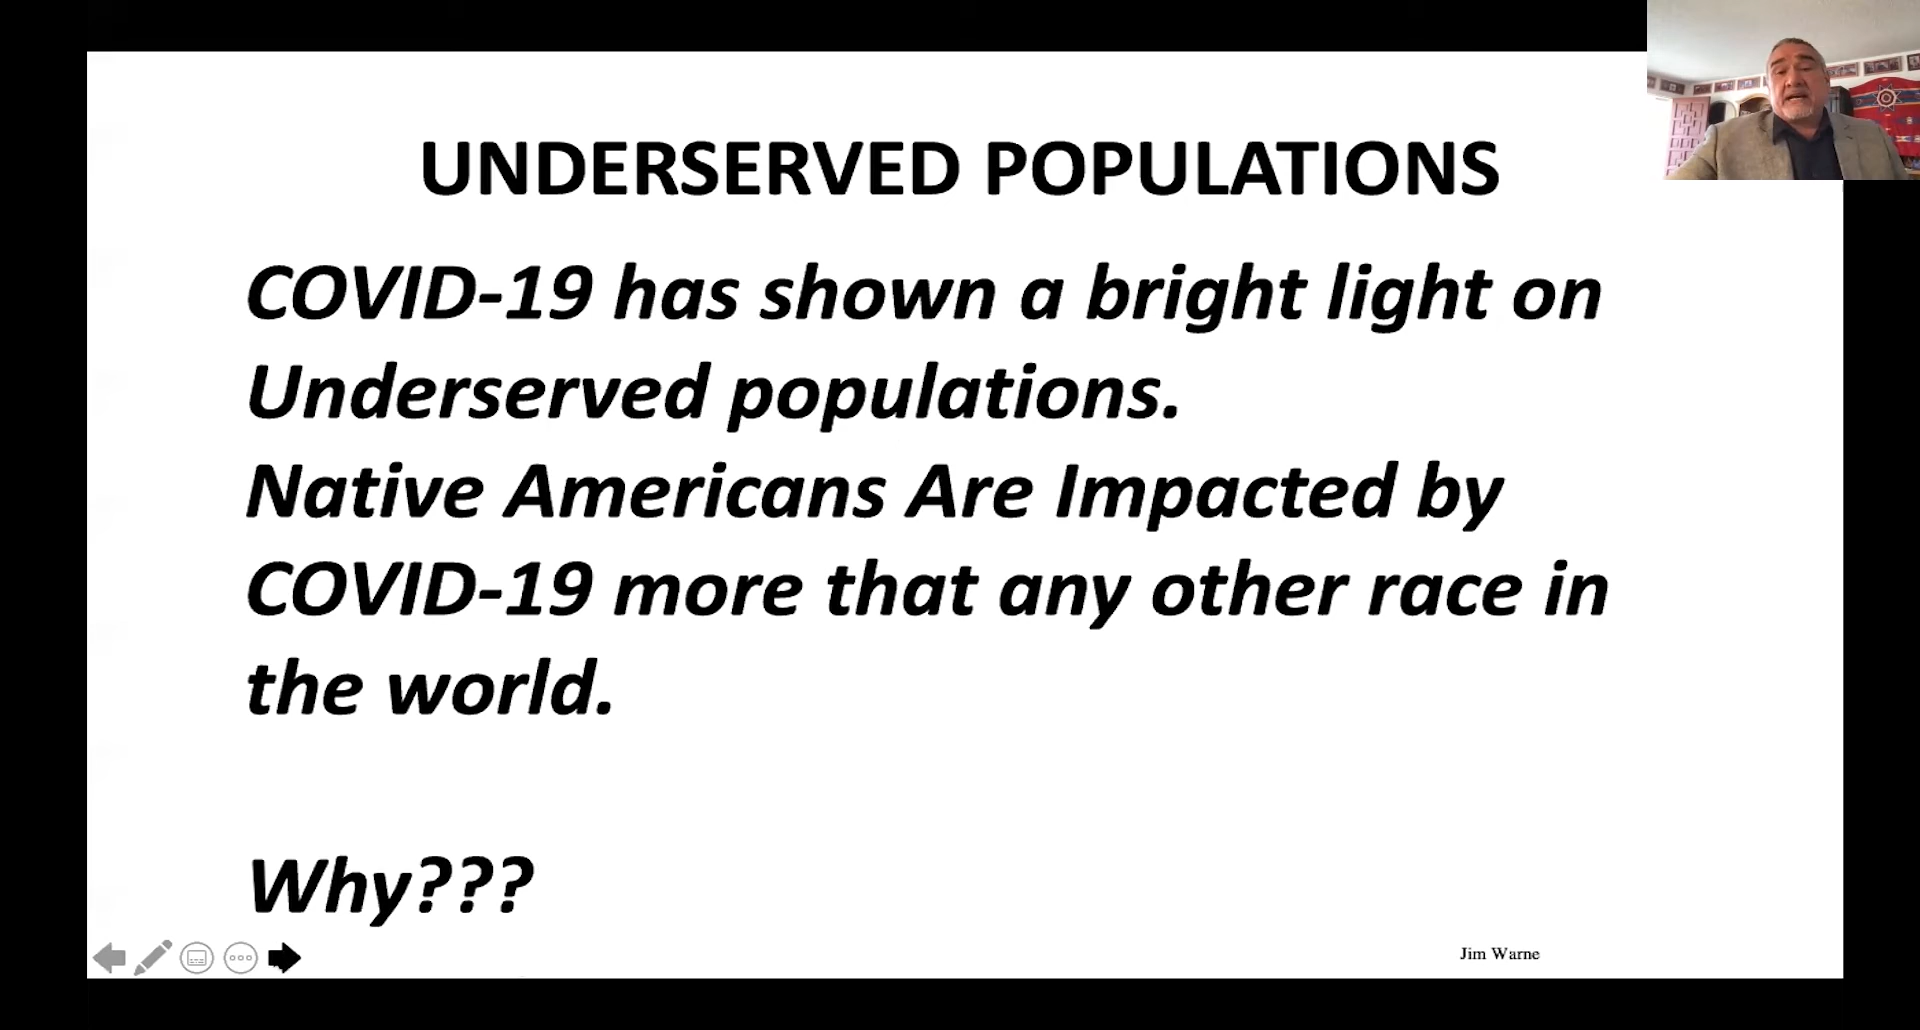 UNDERSERVED POPULATIONS
COVID-19 has shown a bright light on
Underserved populations.
Native Americans Are Impacted by
COVID-19 more that any other race in
the world.
Why???
Jim Warne